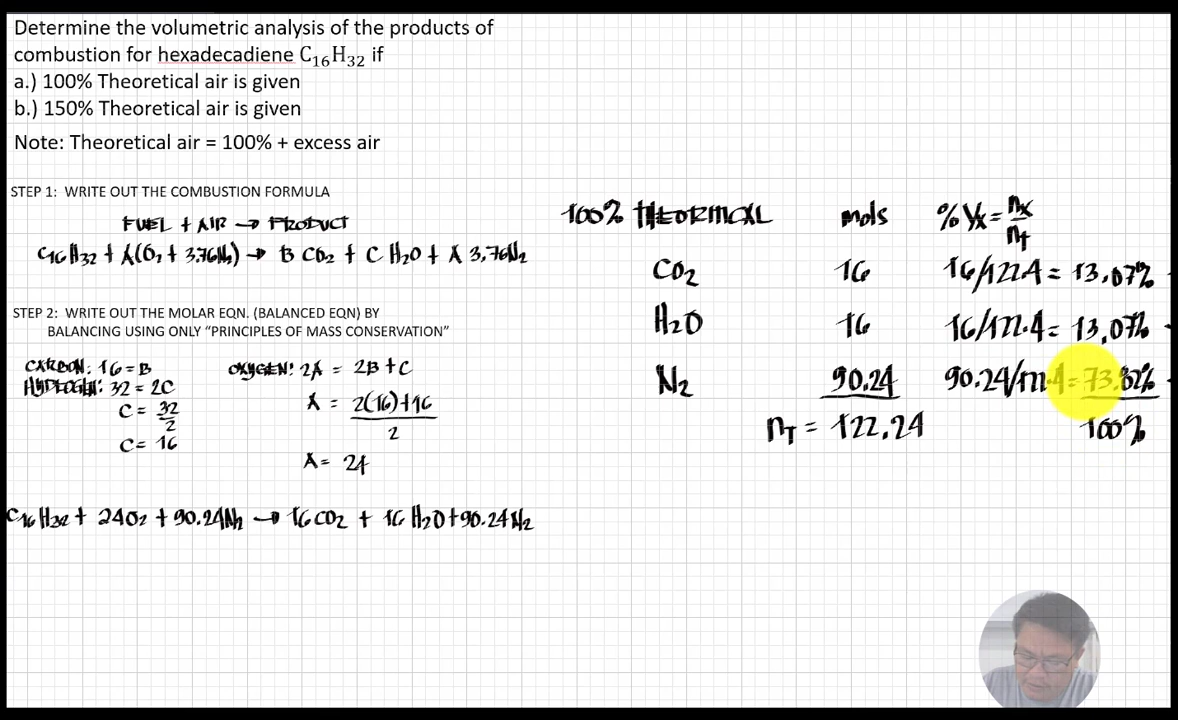 Determine the volumetric analysis of the products of
combustion for hexadecadiene C₁₆H₃₂ if
a.) 100% Theoretical air is given
b.) 150% Theoretical air is given
Note: Theoretical air = 100% + excess air
STEP 1: WRITE OUT THE COMBUSTION FORMULA
FUEL + AIR → PRODUCT
C₁₆H₃₂ + A(O₂ + 3.76N₂) → B CO₂ + C H₂O + A 3.76N₂
STEP 2: WRITE OUT THE MOLAR EQN. (BALANCED EQN) BY
BALANCING USING ONLY “PRINCIPLES OF MASS CONSERVATION”
CARBON: 16 = B
HYDROGEN: 32 = 2C
C = 32/2
C = 16
OXYGEN: 2A = 2B + C
A = 2(16)+16 / 2
A = 24
C₁₆H₃₂ + 24O₂ + 90.24N₂ → 16CO₂ + 16 H₂O + 90.24 N₂
100% THEORITICAL mols % Yx = nx/nT
CO₂ 16 16/122.4 = 13.07%
H₂O 16 16/122.4 = 13.07%
N₂ 90.24 90.24/122.4 = 73.82%
nT = 122.24 100%